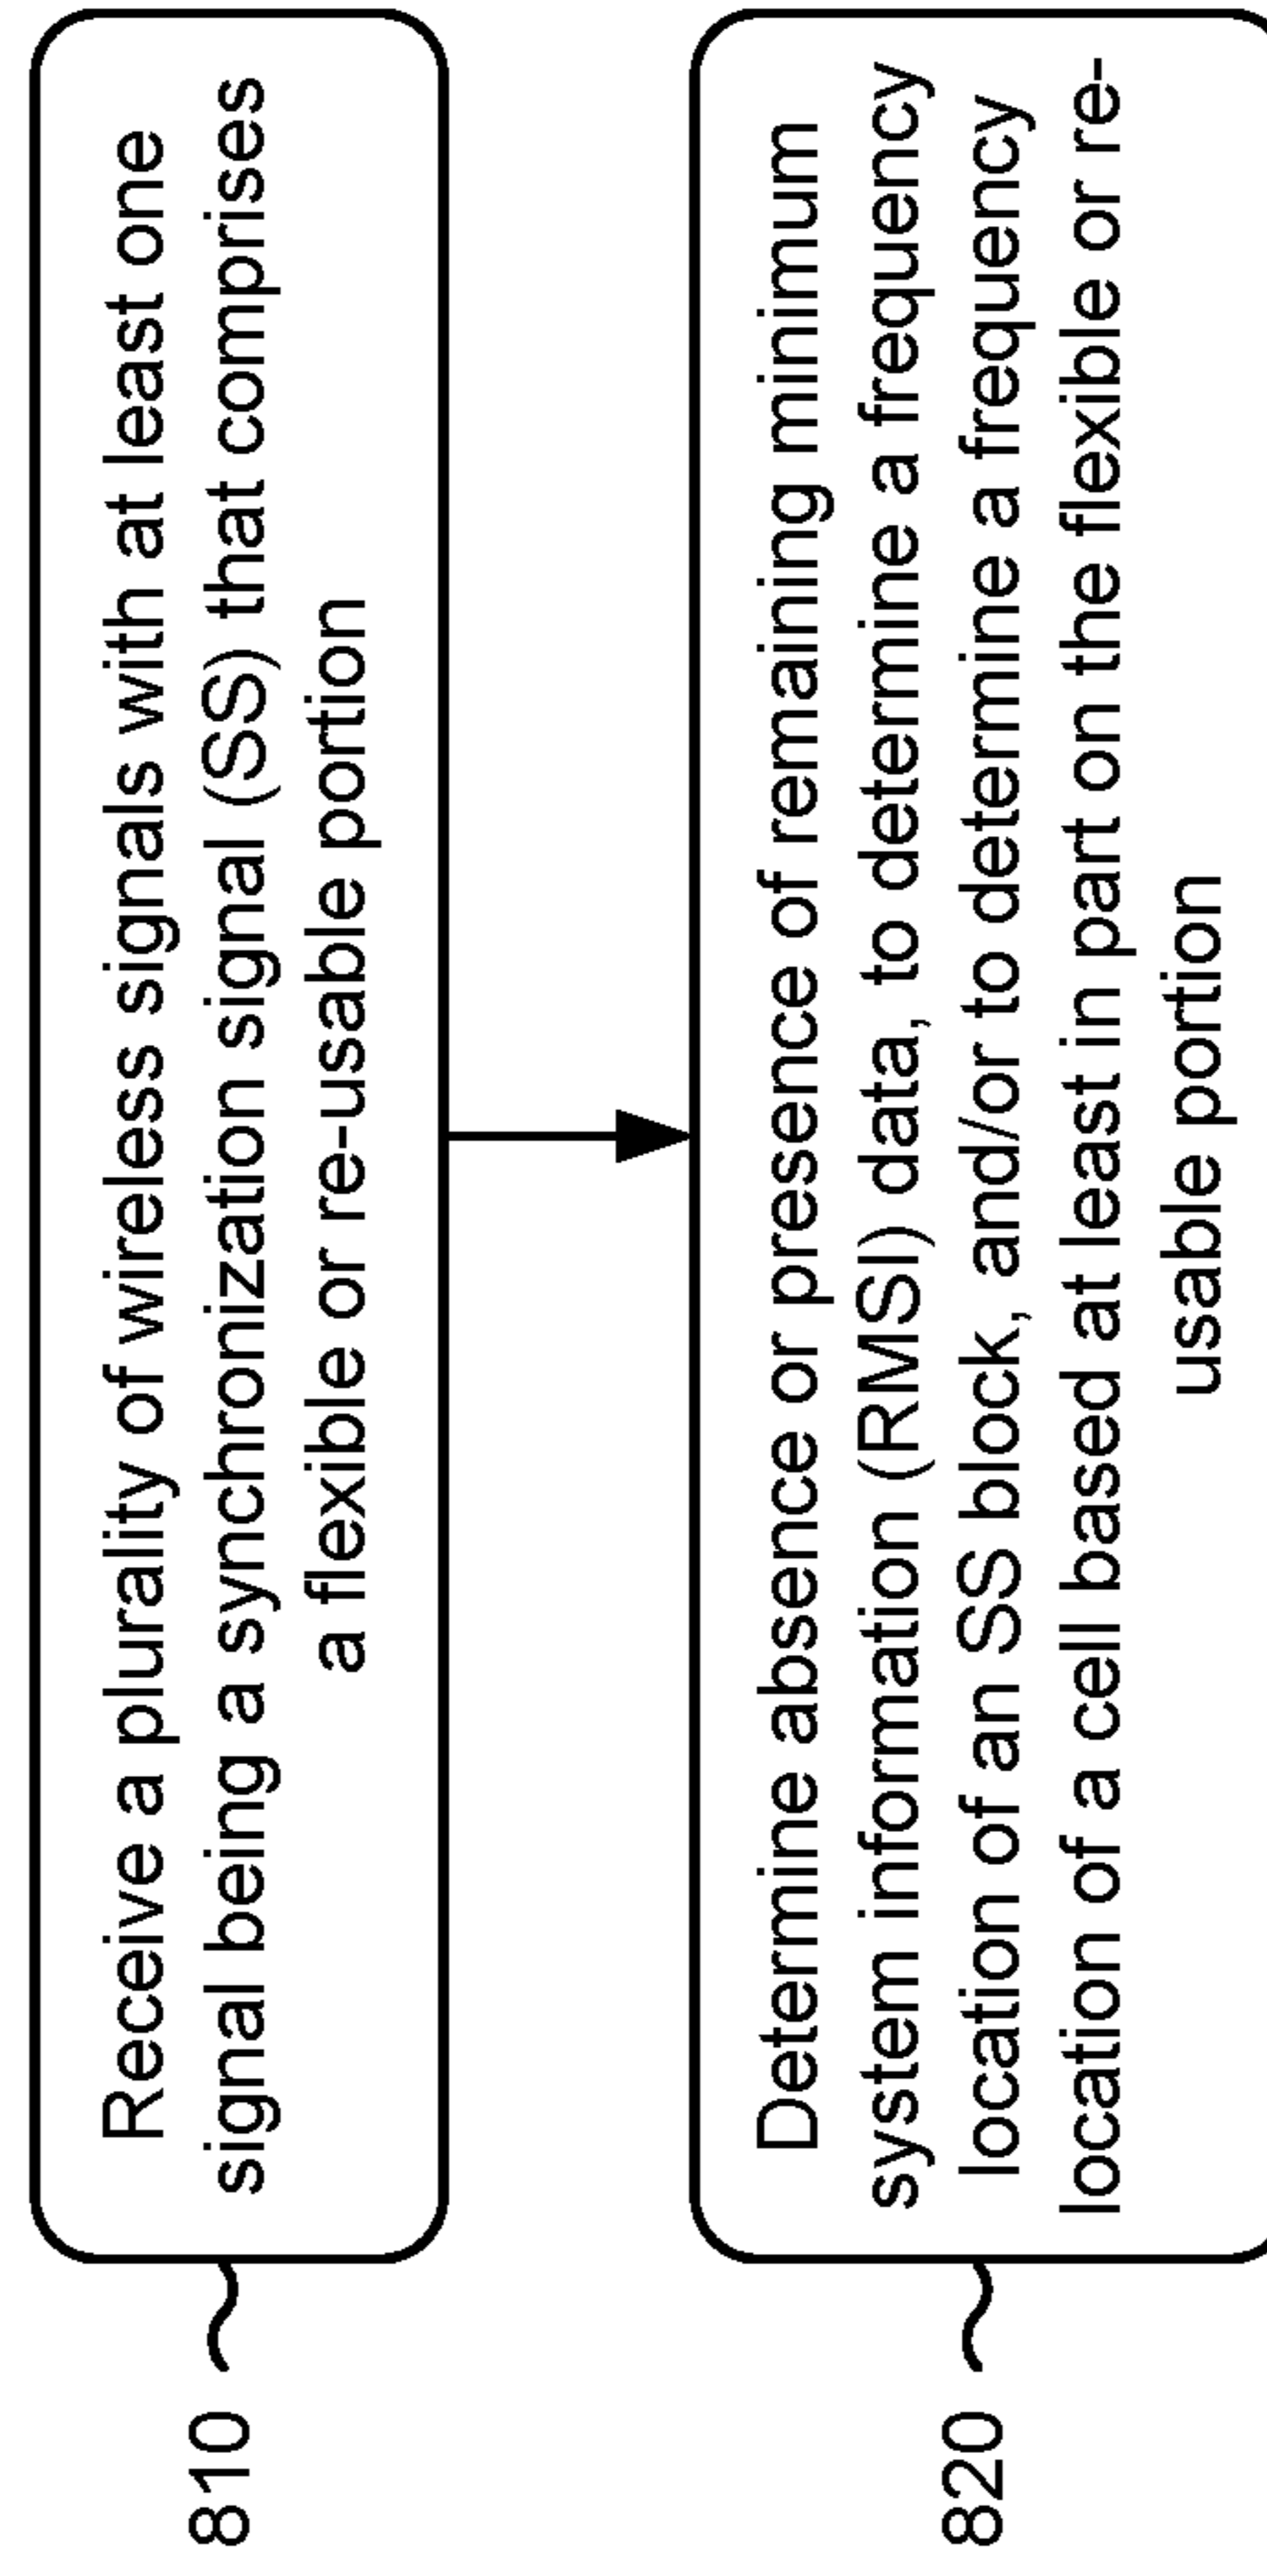 810
Receive a plurality of wireless signals with at least one
signal being a synchronization signal (SS) that comprises
a flexible or re-usable portion
820
Determine absence or presence of remaining minimum
system information (RMSI) data, to determine a frequency
location of an SS block, and/or to determine a frequency
location of a cell based at least in part on the flexible or re-
usable portion